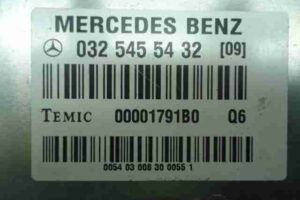 MERCEDES BENZ
032 545 54 32 [09]
TEMIC 00001791B0 Q6
0054 03 008 30 0055 1